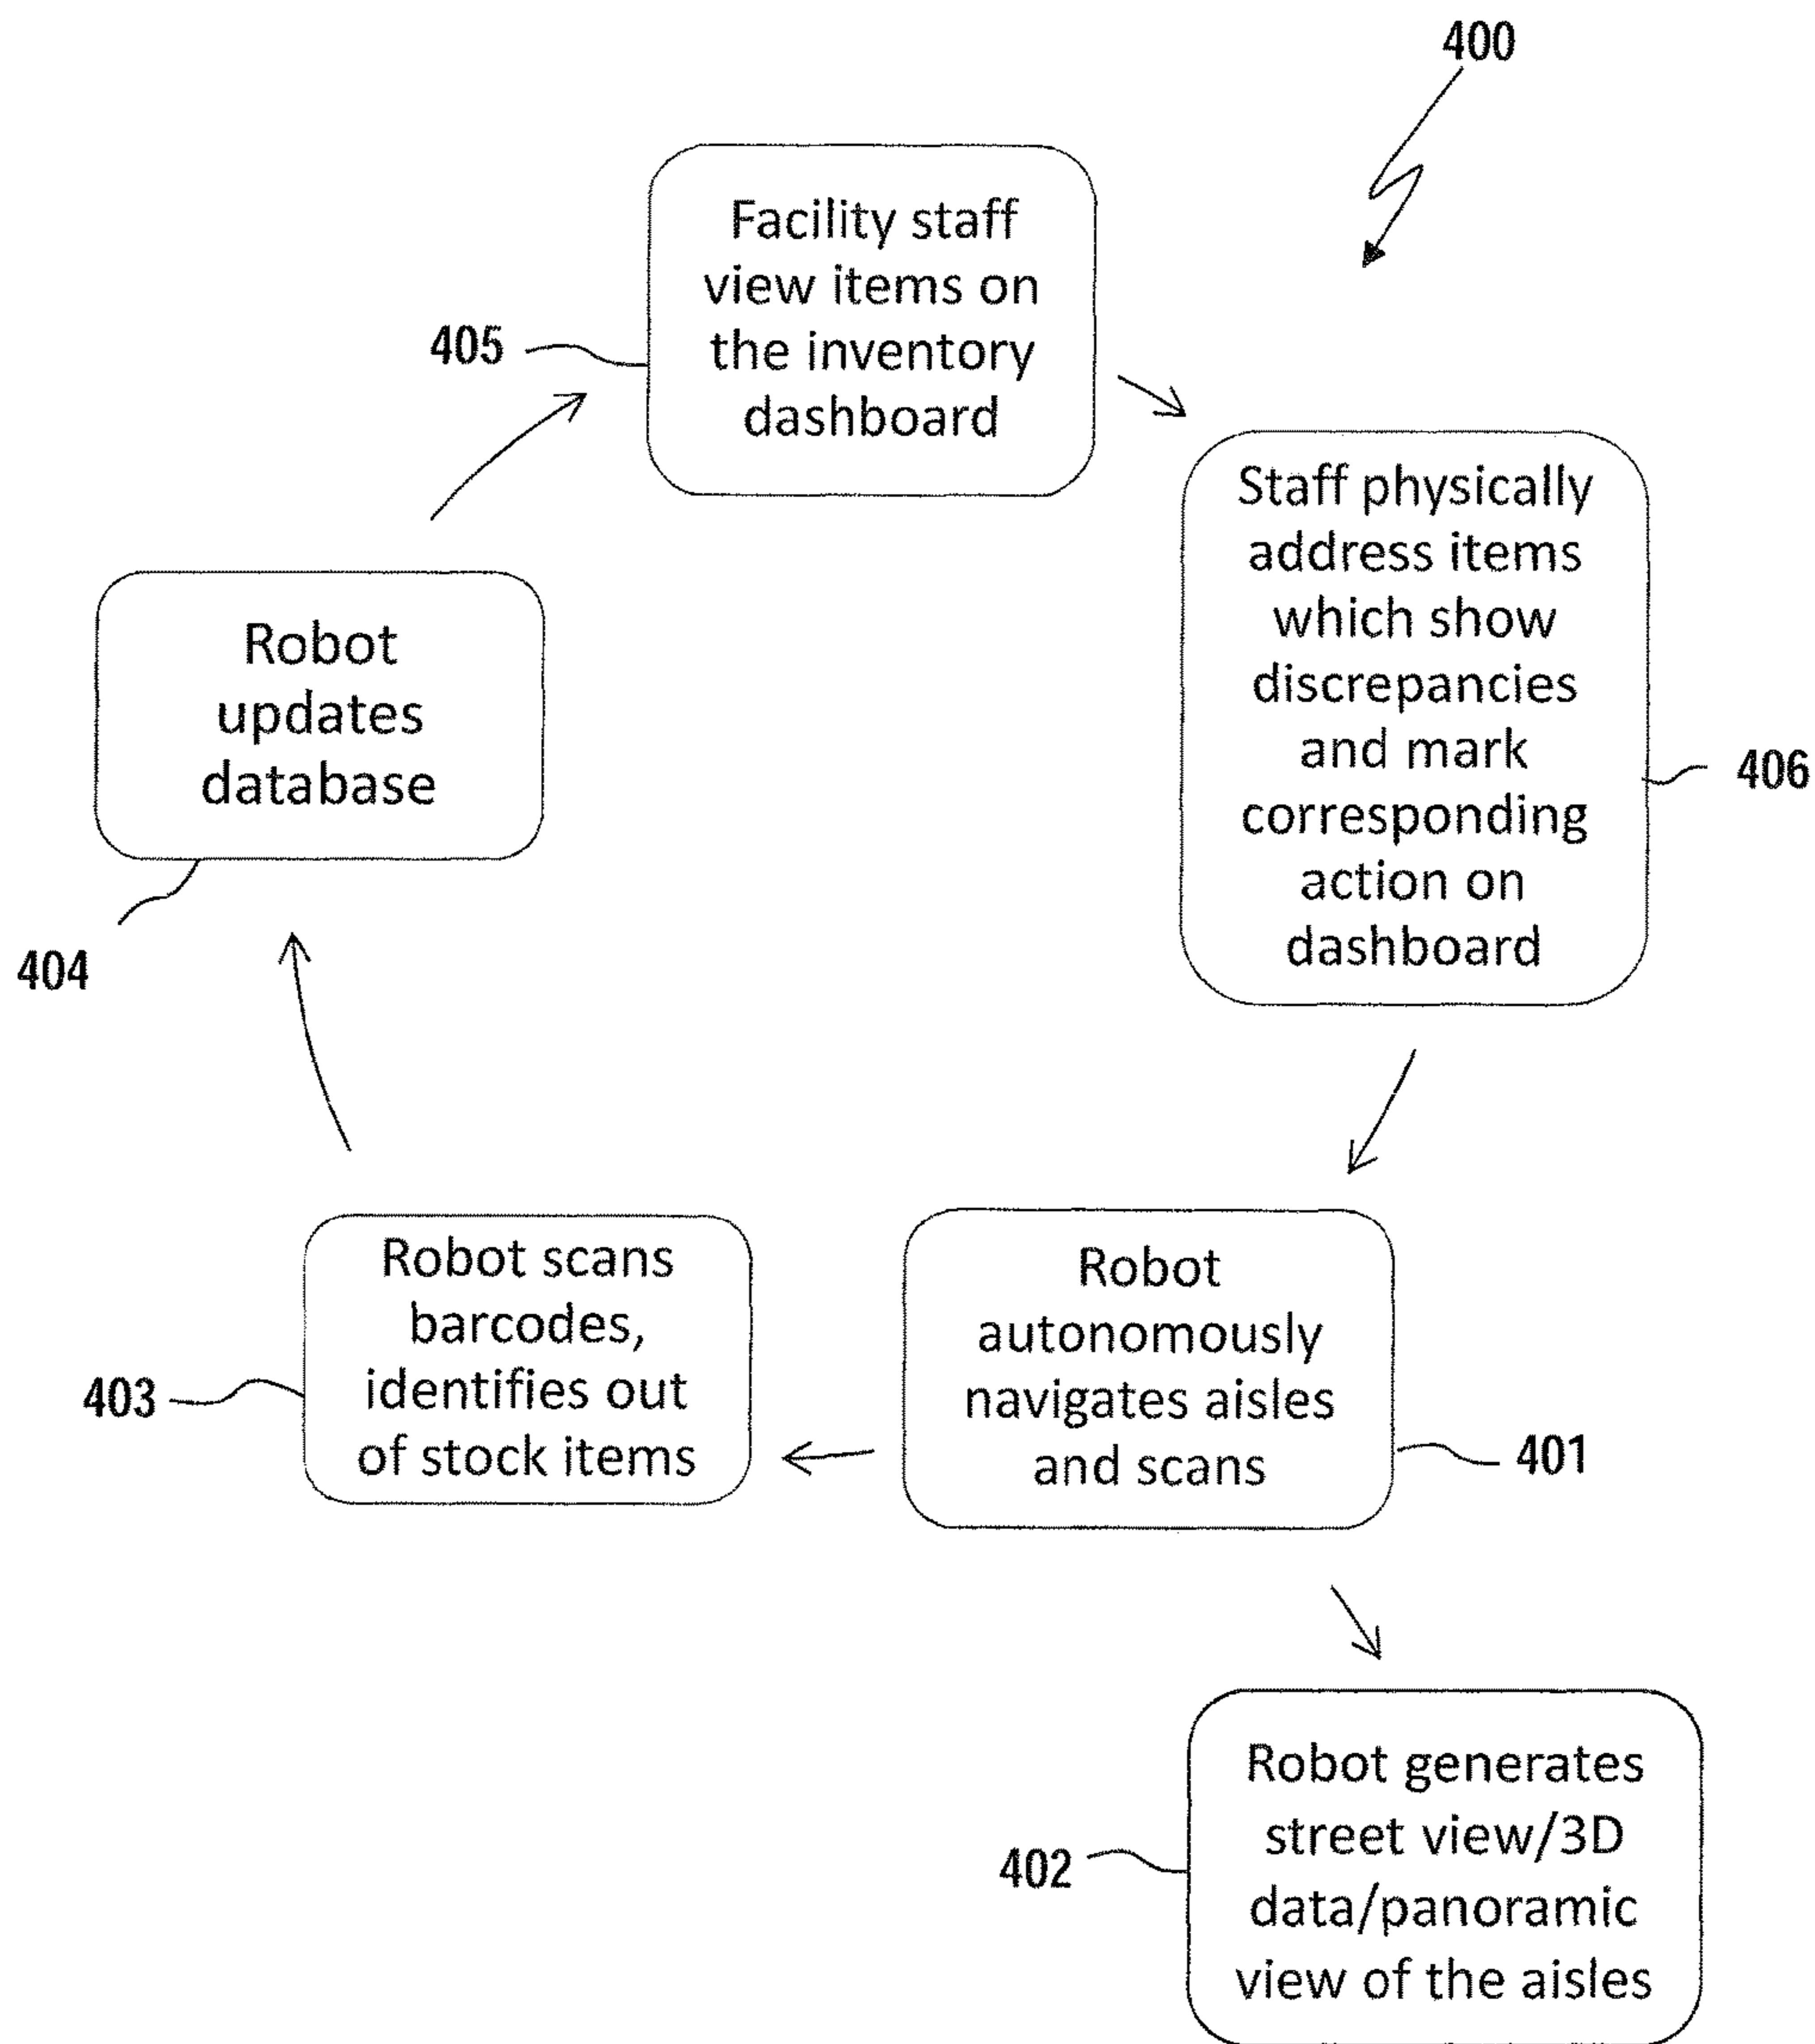 400
Facility staff
view items on
the inventory
dashboard
405
Staff physically
address items
which show
discrepancies
and mark
corresponding
action on
dashboard
406
Robot
updates
database
404
Robot scans
barcodes,
identifies out
of stock items
403
Robot
autonomously
navigates aisles
and scans
401
Robot generates
street view/3D
data/panoramic
view of the aisles
402